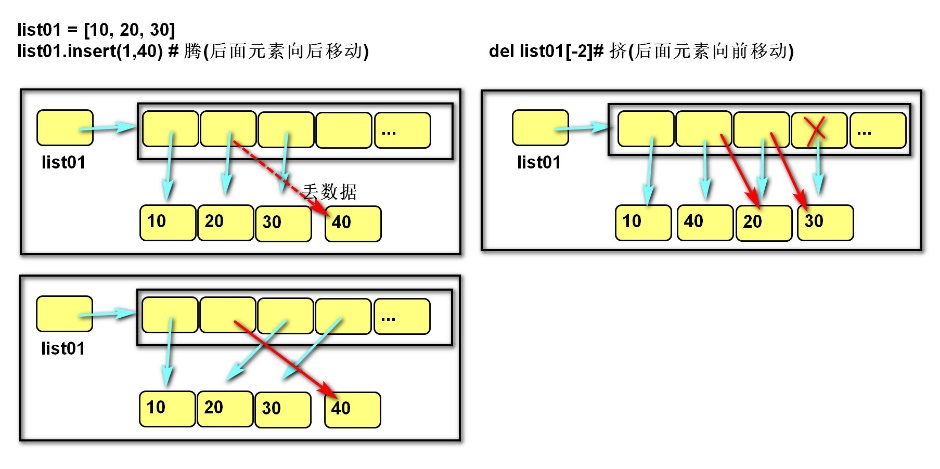 list01 = [10, 20, 30]
list01.insert(1,40) # 腾(后面元素向后移动)
del list01[-2]# 挤(后面元素向前移动)
...
list01
丢数据
10 20 30 40
...
list01
10 40 20 30
...
list01
10 20 30 40